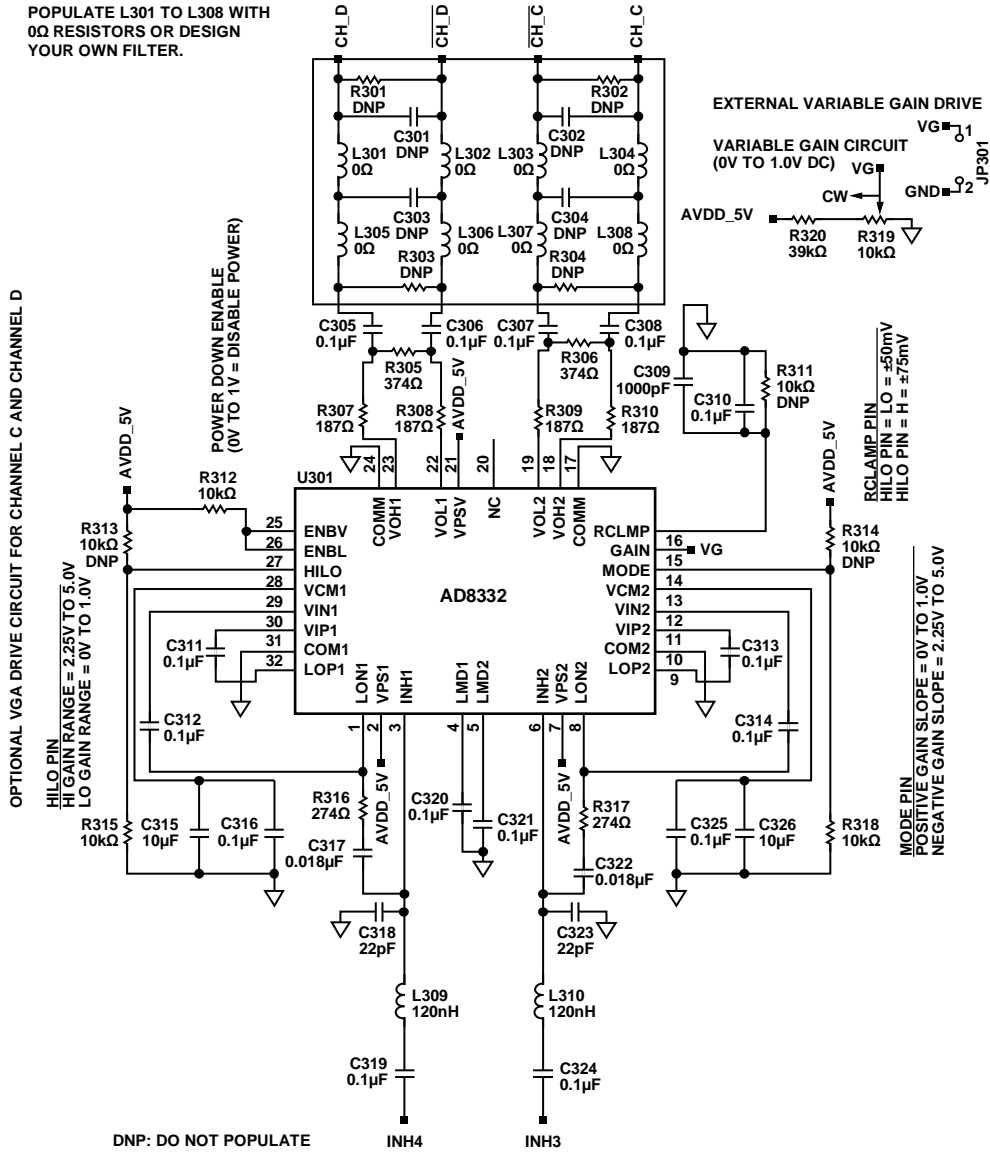 POPULATE L301 TO L308 WITH
0Ω RESISTORS OR DESIGN
YOUR OWN FILTER.
CH_D
CH_D
CH_C
CH_C
R301
DNP
R302
DNP
C301
DNP
C302
DNP
L301
0Ω
L302
0Ω
L303
0Ω
L304
0Ω
C303
DNP
C304
DNP
L305
0Ω
L306
0Ω
L307
0Ω
L308
0Ω
R303
DNP
R304
DNP
EXTERNAL VARIABLE GAIN DRIVE
VG
1
JP301
GND
2
VARIABLE GAIN CIRCUIT
(0V TO 1.0V DC)
VG
CW
AVDD_5V
R320
39kΩ
R319
10kΩ
C305
0.1µF
C306
0.1µF
C307
0.1µF
C308
0.1µF
R305
374Ω
R306
374Ω
R307
187Ω
R308
187Ω
AVDD_5V
R309
187Ω
R310
187Ω
C309
1000pF
C310
0.1µF
R311
10kΩ
DNP
OPTIONAL VGA DRIVE CIRCUIT FOR CHANNEL C AND CHANNEL D
POWER DOWN ENABLE
(0V TO 1V = DISABLE POWER)
RCLAMP PIN
HILO PIN = LO = ±50mV
HILO PIN = H = ±75mV
AVDD_5V
AVDD_5V
R312
10kΩ
R313
10kΩ
DNP
R314
10kΩ
DNP
U301
24
23
22
21
20
19
18
17
COMM
VOH1
VOL1
VPSV
NC
VOL2
VOH2
COMM
AD8332
25
ENBV
26
ENBL
27
HILO
28
VCM1
29
VIN1
30
VIP1
31
COM1
32
LOP1
RCLMP
16
GAIN
VG
15
MODE
14
VCM2
13
VIN2
12
VIP2
11
COM2
10
LOP2
9
LON1
VPS1
INH1
LMD1
LMD2
INH2
VPS2
LON2
1
2
3
4
5
6
7
8
C311
0.1µF
C312
0.1µF
C313
0.1µF
C314
0.1µF
HILO PIN
HI GAIN RANGE = 2.25V TO 5.0V
LO GAIN RANGE = 0V TO 1.0V
MODE PIN
POSITIVE GAIN SLOPE = 0V TO 1.0V
NEGATIVE GAIN SLOPE = 2.25V TO 5.0V
R315
10kΩ
C315
10µF
C316
0.1µF
R316
274Ω
AVDD_5V
C317
0.018µF
C320
0.1µF
C321
0.1µF
AVDD_5V
R317
274Ω
C322
0.018µF
C325
0.1µF
C326
10µF
R318
10kΩ
C318
22pF
C323
22pF
L309
120nH
L310
120nH
C319
0.1µF
C324
0.1µF
DNP: DO NOT POPULATE
INH4
INH3